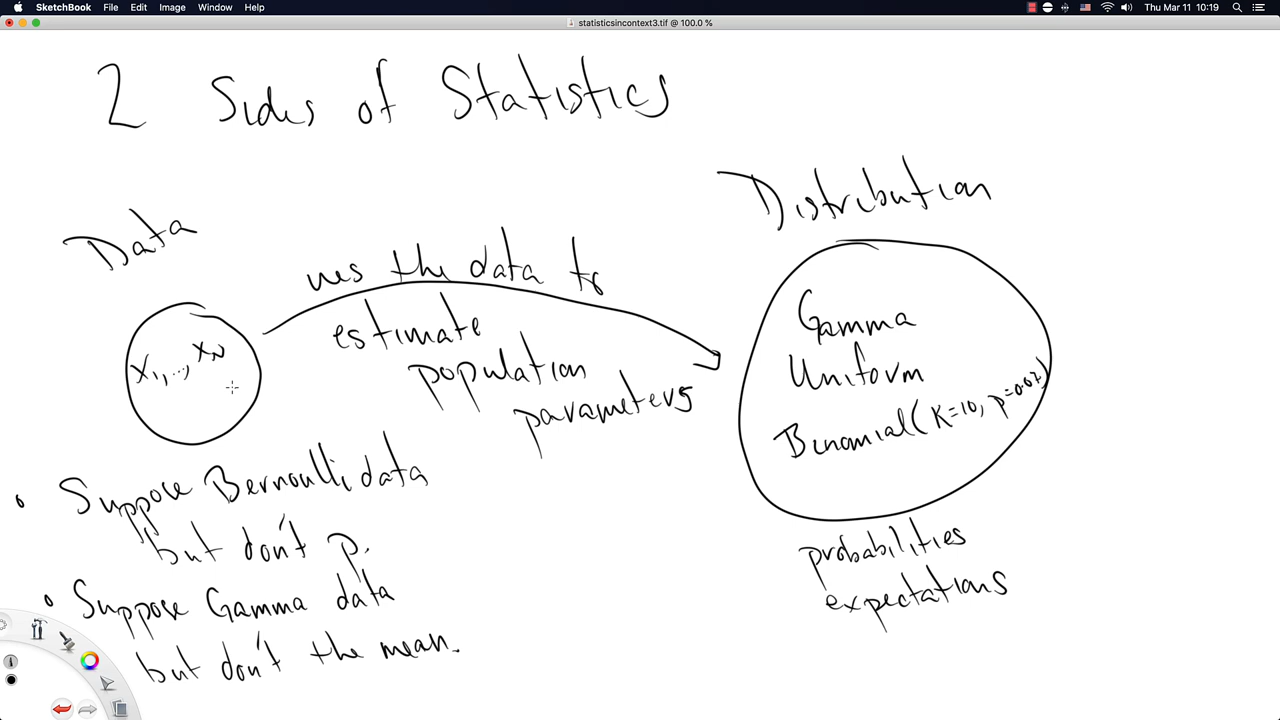 SketchBook File Edit Image Window Help Thu Mar 11 10:19
statisticsincontext3.tif @ 100.0 %
2 Sides of Statistics
Data
Distribution
uses the data to
estimate
population
parameters
X1,..., XN
Gamma
Uniform
Binomial(K=10, p=0.07)
probabilities
expectations
• Suppose Bernoulli data
but don't p.
• Suppose Gamma data
but don't the mean.